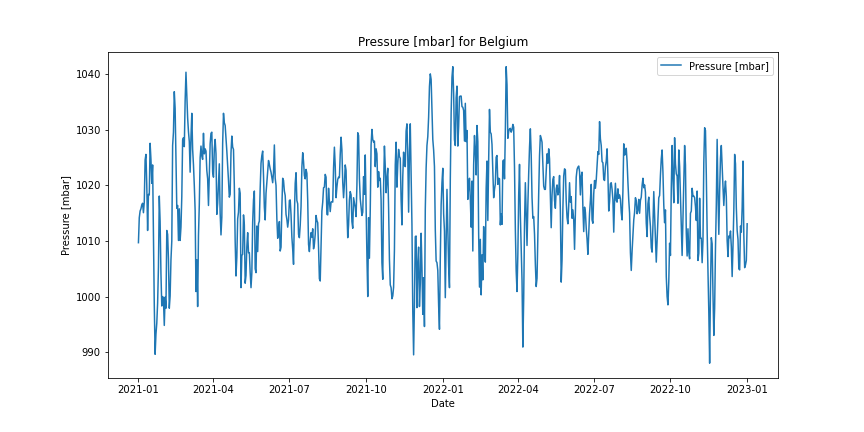 Pressure [mbar] for Belgium
Pressure [mbar]
1040
1030
1020
1010
1000
990
Pressure [mbar]
2021-01 2021-04 2021-07 2021-10 2022-01 2022-04 2022-07 2022-10 2023-01
Date